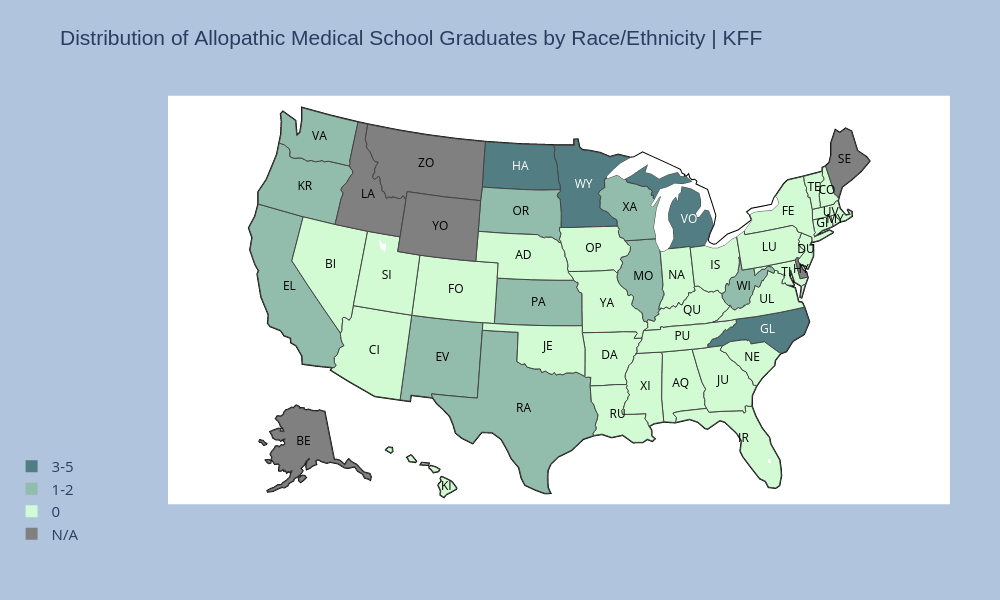 Distribution of Allopathic Medical School Graduates by Race/Ethnicity | KFF
VA
ZO
HA
WY
SE
KR
LA
YO
OR
XA
VO
FE
TE
CO
UV
MY
BI
SI
FO
AD
OP
LU
DU
EL
MO
NA
IS
WI
UL
PA
YA
QU
CI
EV
JE
DA
PU
GL
NE
RA
XI
AQ
JU
RU
IR
BE
KI
3-5
1-2
0
N/A